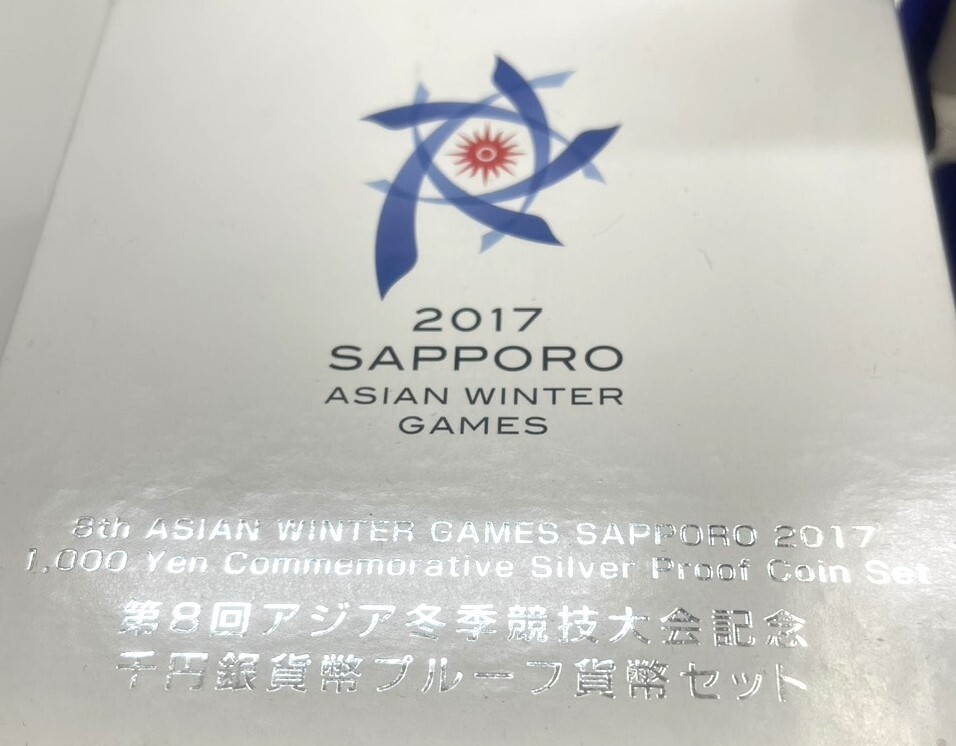 2017
SAPPORO
ASIAN WINTER
GAMES
8th ASIAN WINTER GAMES SAPPORO 2017
1,000 Yen Commemorative Silver Proof Coin Set
第8回アジア冬季競技大会記念
千円銀貨幣プルーフ貨幣セット